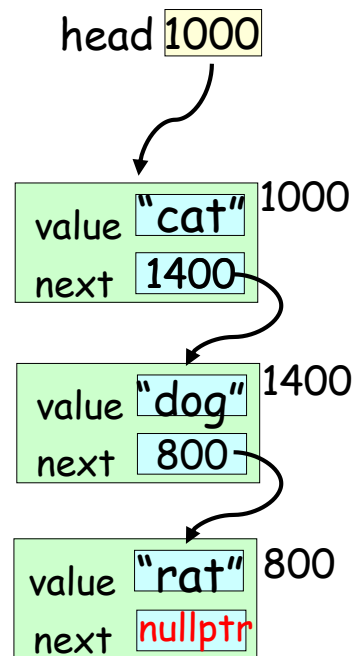 head 1000
value "cat" 1000
next 1400
value "dog" 1400
next 800
value "rat" 800
next nullptr